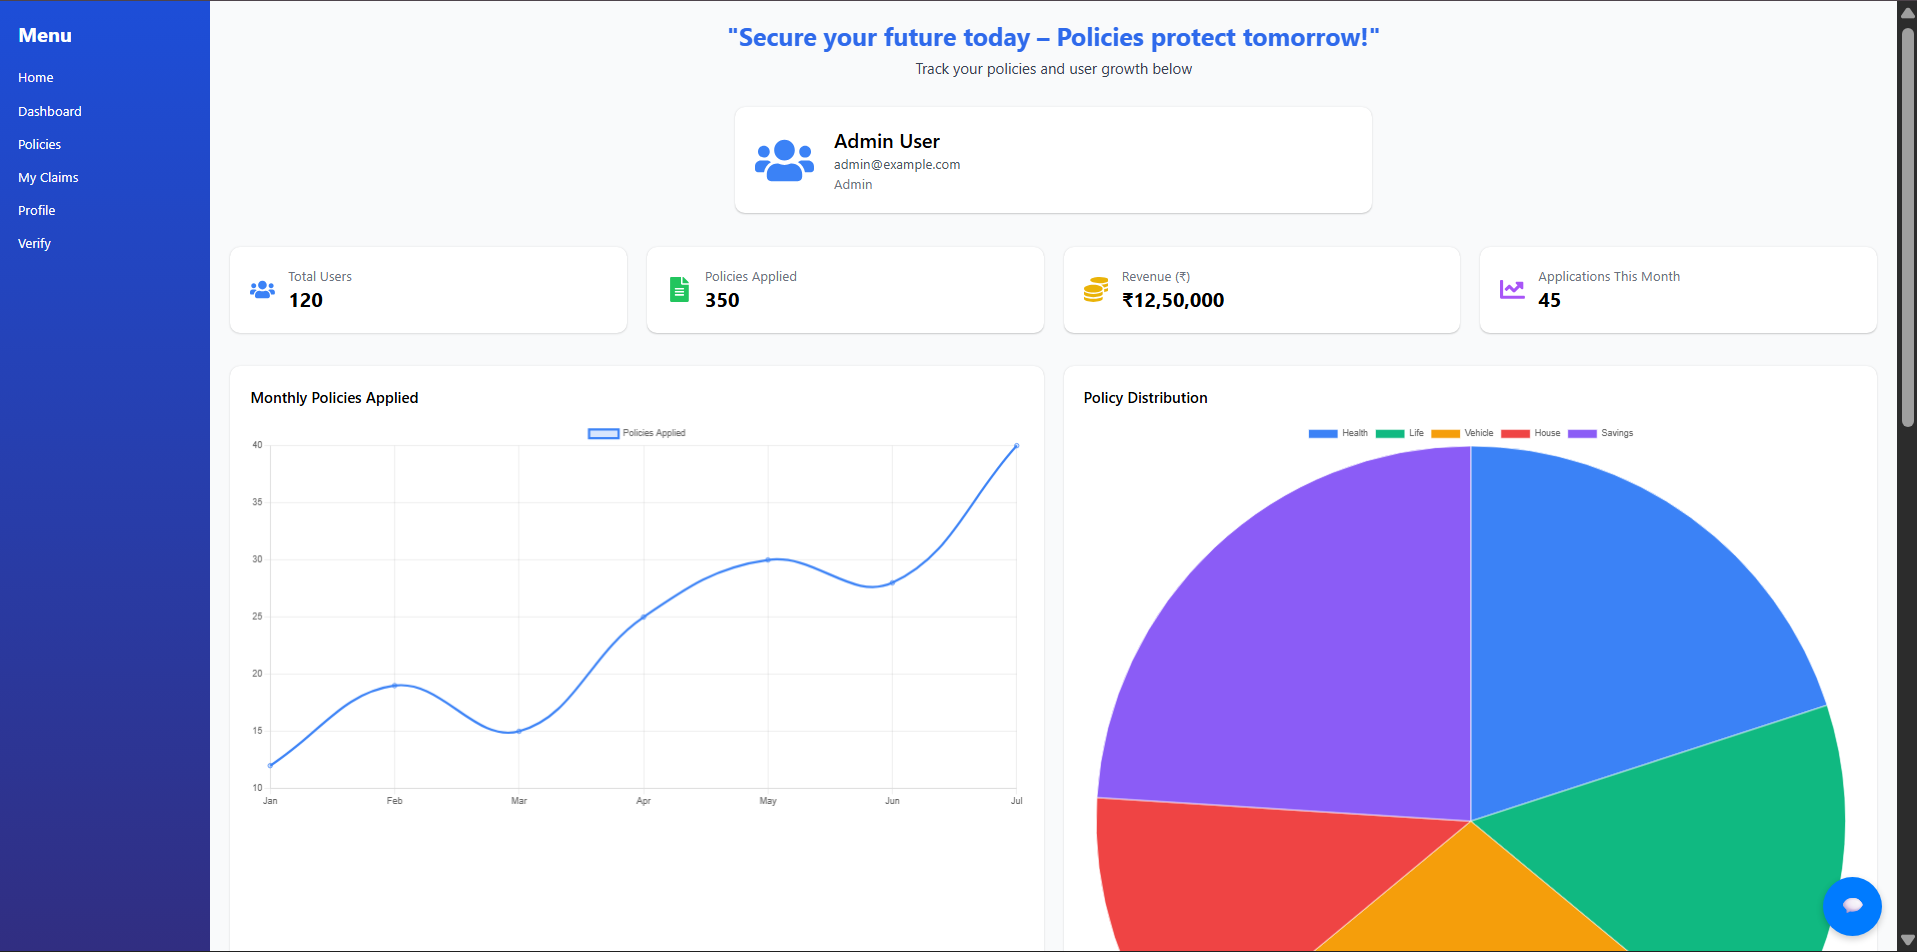 Menu
Home
Dashboard
Policies
My Claims
Profile
Verify
"Secure your future today – Policies protect tomorrow!"
Track your policies and user growth below
Admin User
admin@example.com
Admin
Total Users
120
Policies Applied
350
Revenue (₹)
₹12,50,000
Applications This Month
45
Monthly Policies Applied
Policies Applied
40
35
30
25
20
15
10
Jan Feb Mar Apr May Jun Jul
Policy Distribution
Health Life Vehicle House Savings